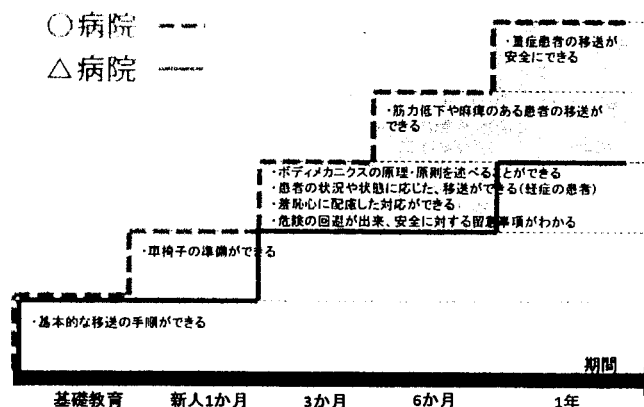 ○病院
△病院
・重症患者の移送が
安全にできる
・筋力低下や麻痺のある患者の移送が
できる
・ボディメカニクスの原理・原則を述べることができる
・患者の状況や状態に応じた、移送ができる(軽症の患者)
・羞恥心に配慮した対応ができる
・危険の回避が出来、安全に対する留意事項がわかる
・車椅子の準備ができる
・基本的な移送の手順ができる
期間
基礎教育 新人1か月 3か月 6か月 1年